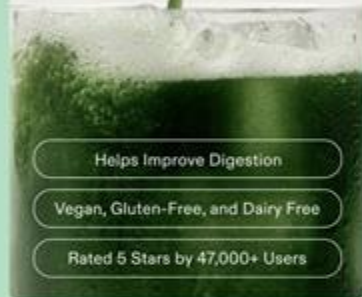 Helps Improve Digestion
Vegan, Gluten-Free, and Dairy Free
Rated 5 Stars by 47,000+ Users